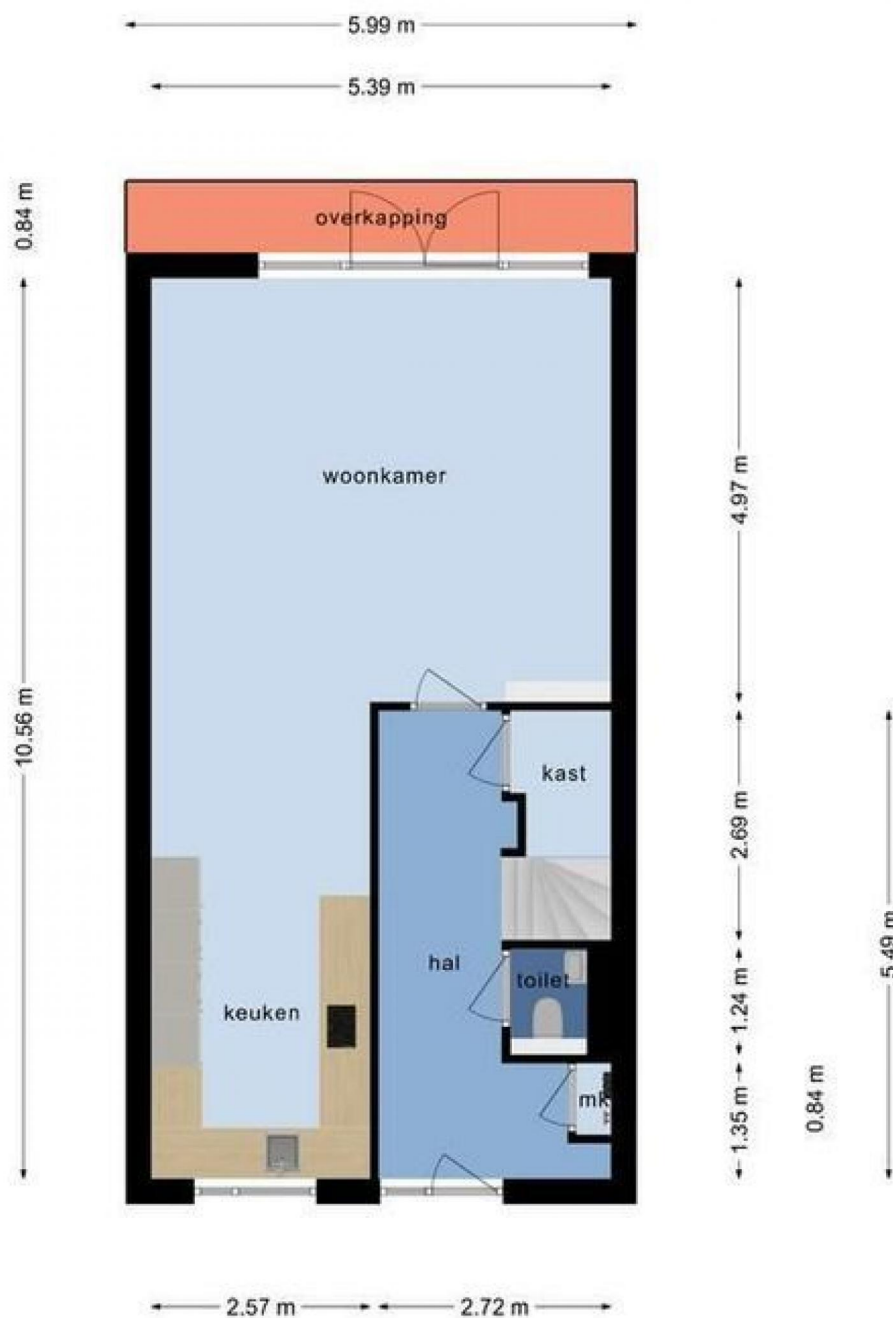 5.99 m
5.39 m
0.84 m
overkapping
woonkamer
4.97 m
10.56 m
kast
2.69 m
hal
toilet
keuken
1.24 m
5.49 m
mk
1.35 m
0.84 m
2.57 m
2.72 m